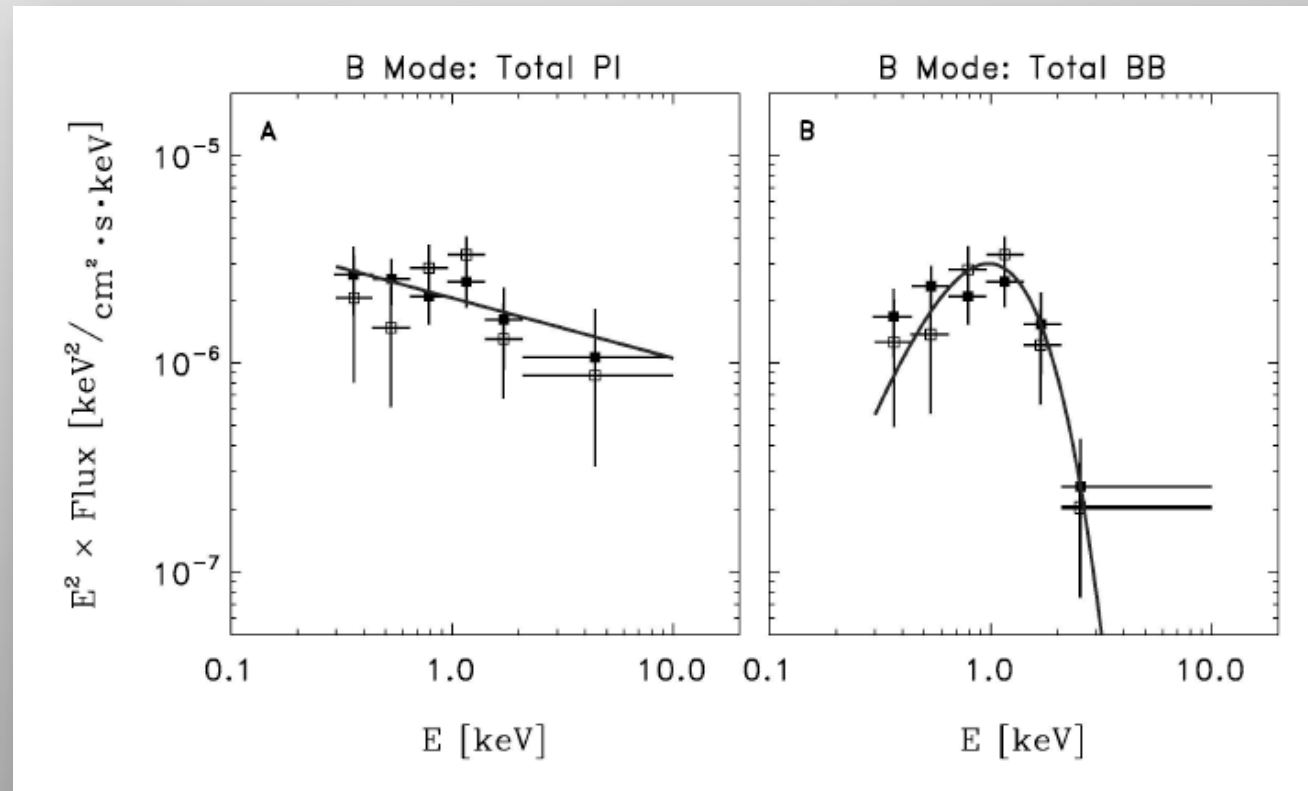 B Mode: Total Pl
B Mode: Total BB
A
B
10⁻⁵
10⁻⁶
10⁻⁷
E² × Flux [keV²/cm²·s·keV]
0.1 1.0 10.0
0.1 1.0 10.0
E [keV]
E [keV]